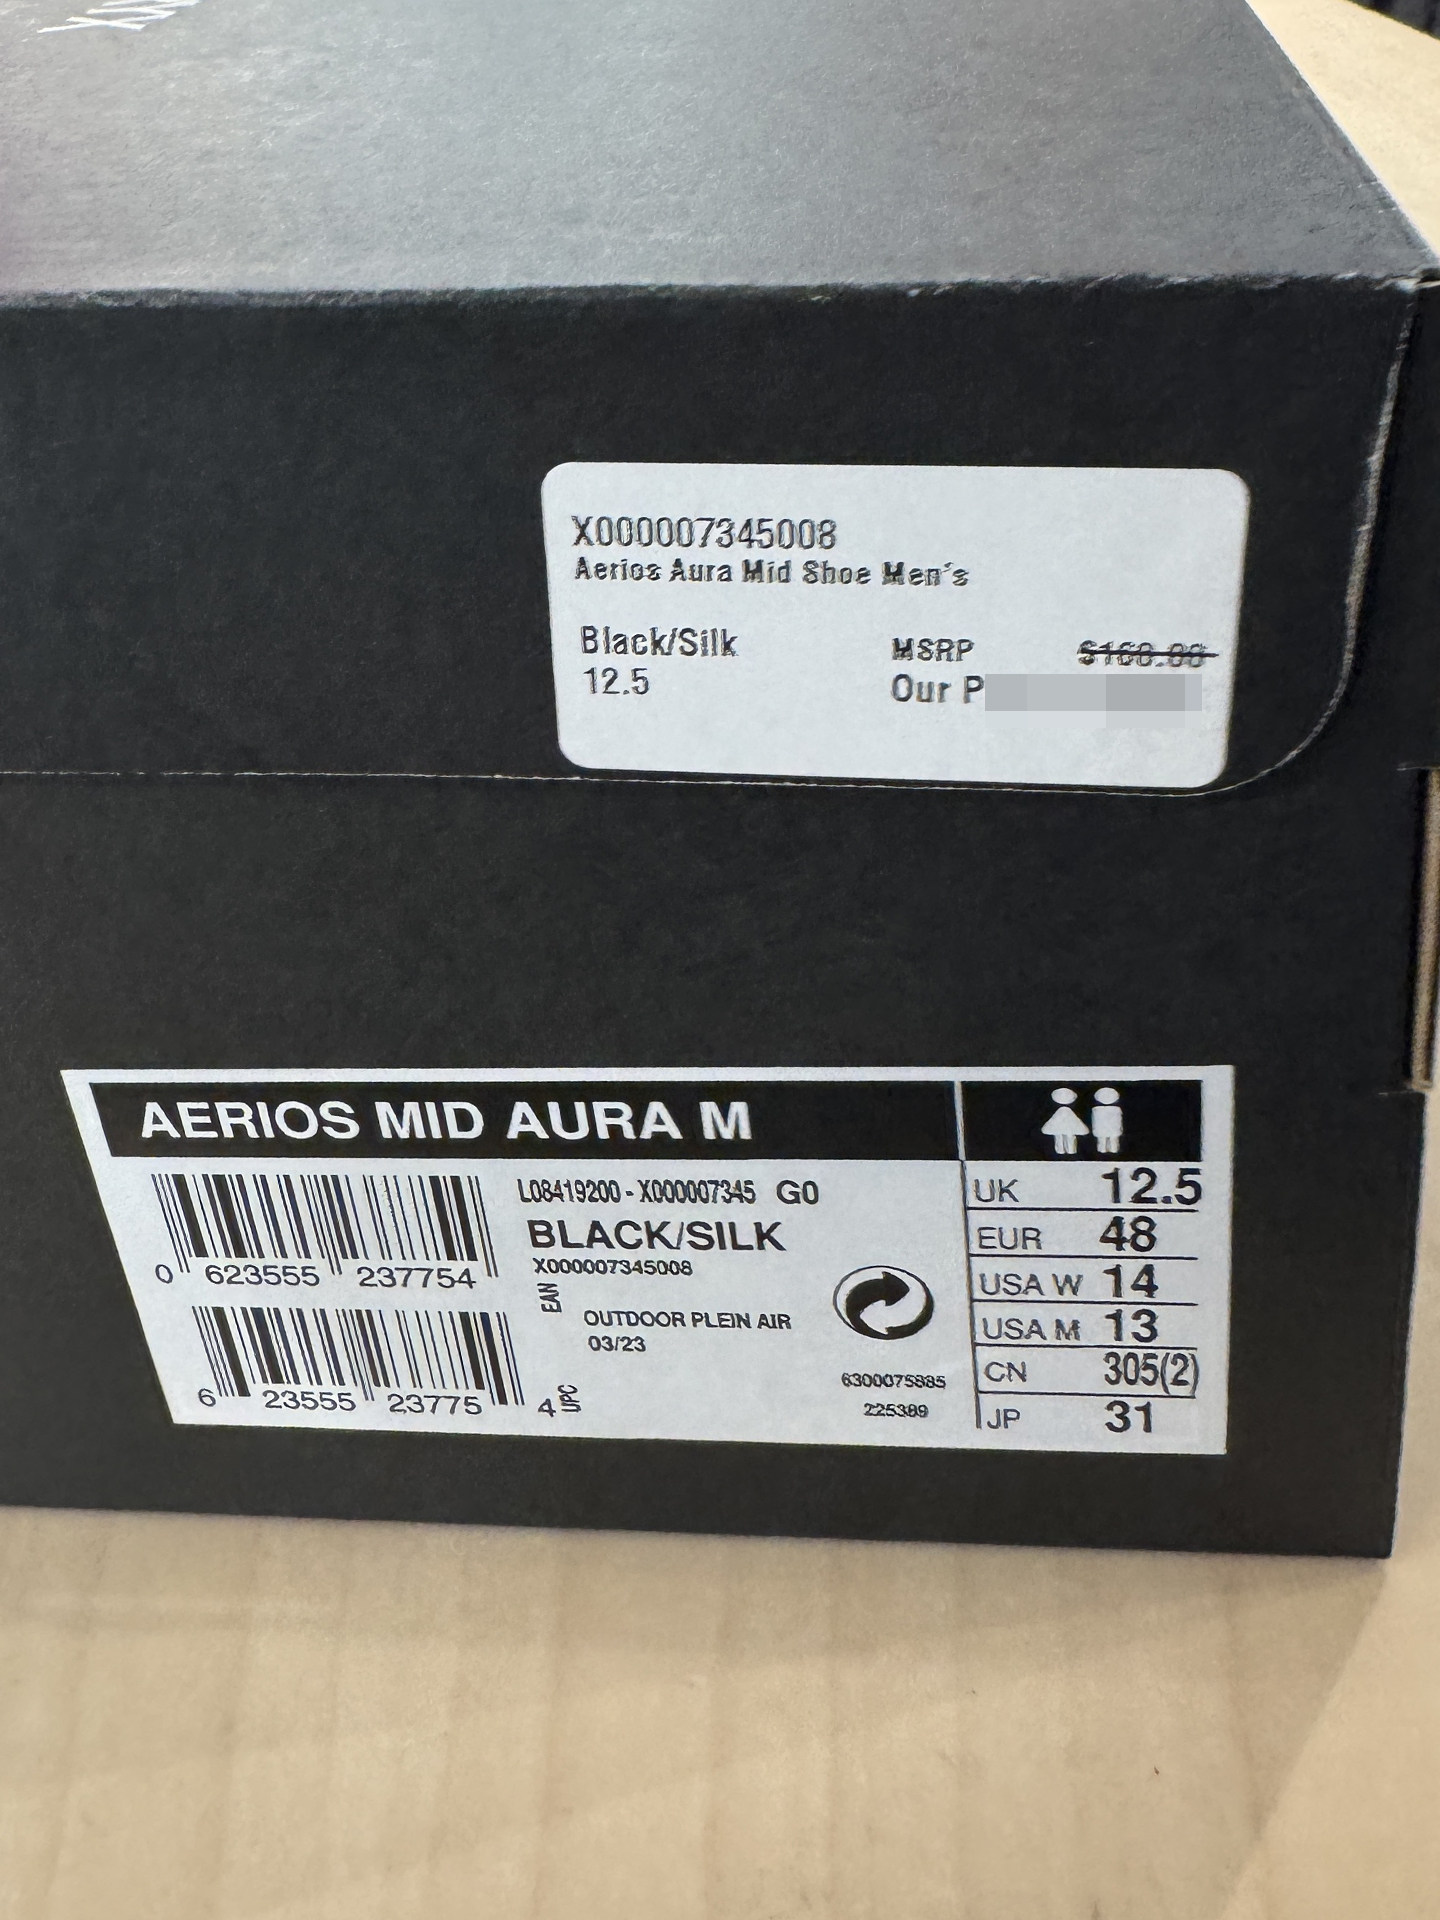 X000007345008
Aerios Aura Mid Shoe Men's
Black/Silk
12.5
MSRP $160.00
Our P
AERIOS MID AURA M
L08419200 - X000007345 G0
BLACK/SILK
X000007345008
0 623555 237754
EAN
OUTDOOR PLEIN AIR
03/23
6 23555 23775 4
UPC
6300075885
225389
UK 12.5
EUR 48
USA W 14
USA M 13
CN 305(2)
JP 31